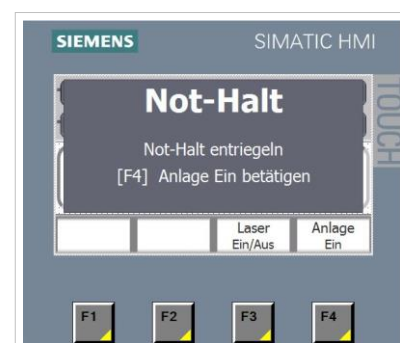 SIEMENS
SIMATIC HMI
TOUCH
Not-Halt
Not-Halt entriegeln
[F4] Anlage Ein betätigen
Laser Anlage
Ein/Aus Ein
F1 F2 F3 F4